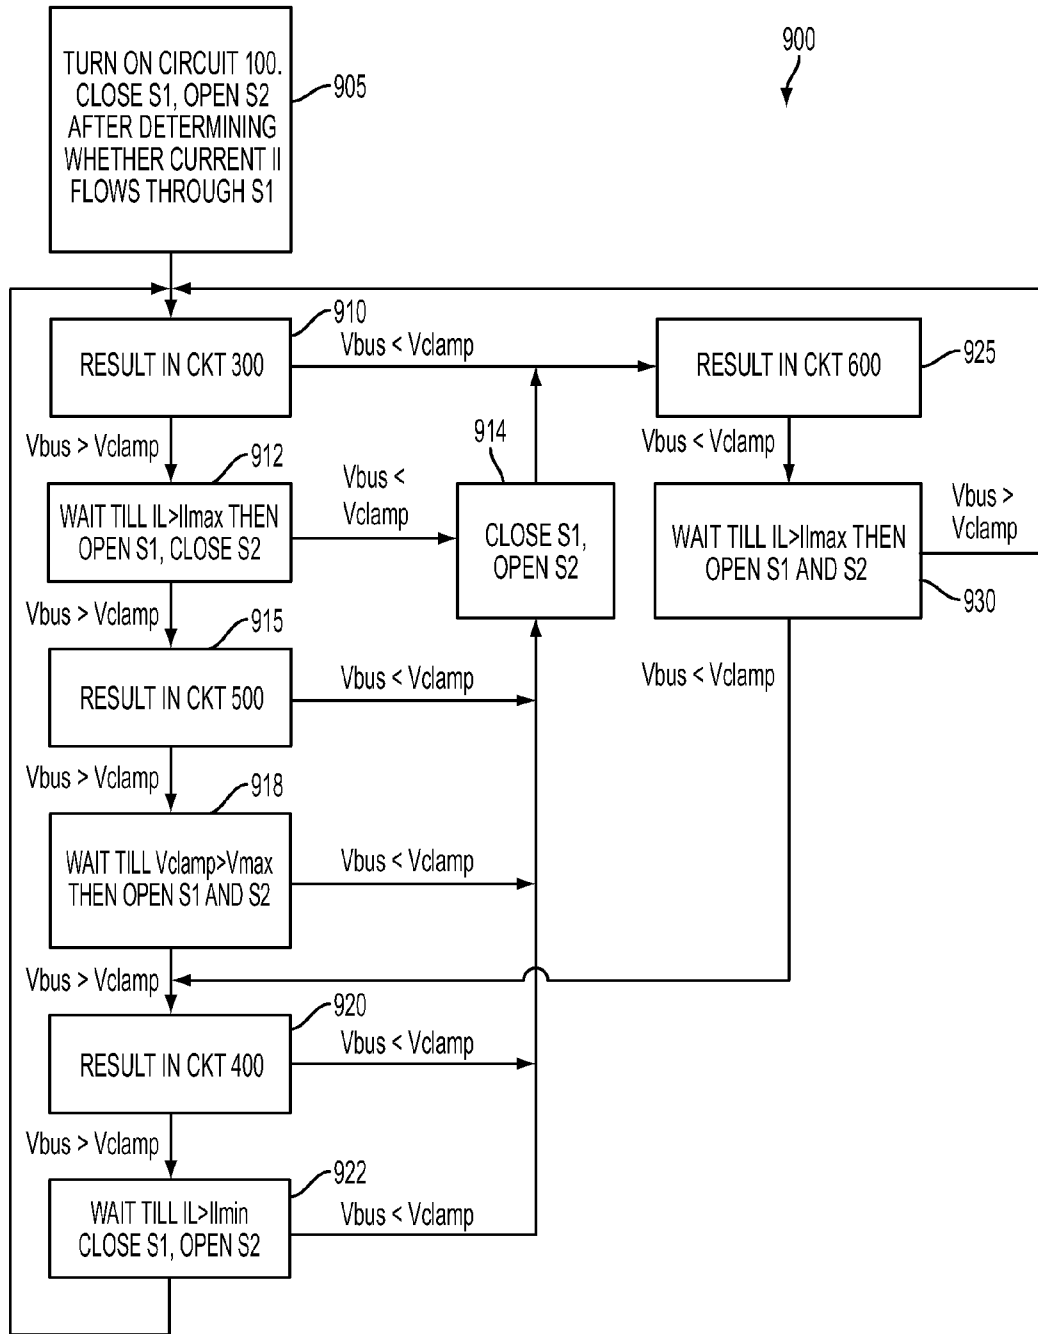 TURN ON CIRCUIT 100.
CLOSE S1, OPEN S2
AFTER DETERMINING
WHETHER CURRENT Il
FLOWS THROUGH S1
905
900
RESULT IN CKT 300
910
Vbus < Vclamp
RESULT IN CKT 600
925
Vbus > Vclamp
912
Vbus <
Vclamp
914
Vbus < Vclamp
Vbus >
Vclamp
WAIT TILL IL>Ilmax THEN
OPEN S1, CLOSE S2
CLOSE S1,
OPEN S2
WAIT TILL IL>Ilmax THEN
OPEN S1 AND S2
930
Vbus > Vclamp
915
RESULT IN CKT 500
Vbus < Vclamp
Vbus < Vclamp
Vbus > Vclamp
918
WAIT TILL Vclamp>Vmax
THEN OPEN S1 AND S2
Vbus < Vclamp
Vbus > Vclamp
920
RESULT IN CKT 400
Vbus < Vclamp
Vbus > Vclamp
922
WAIT TILL IL>Ilmin
CLOSE S1, OPEN S2
Vbus < Vclamp